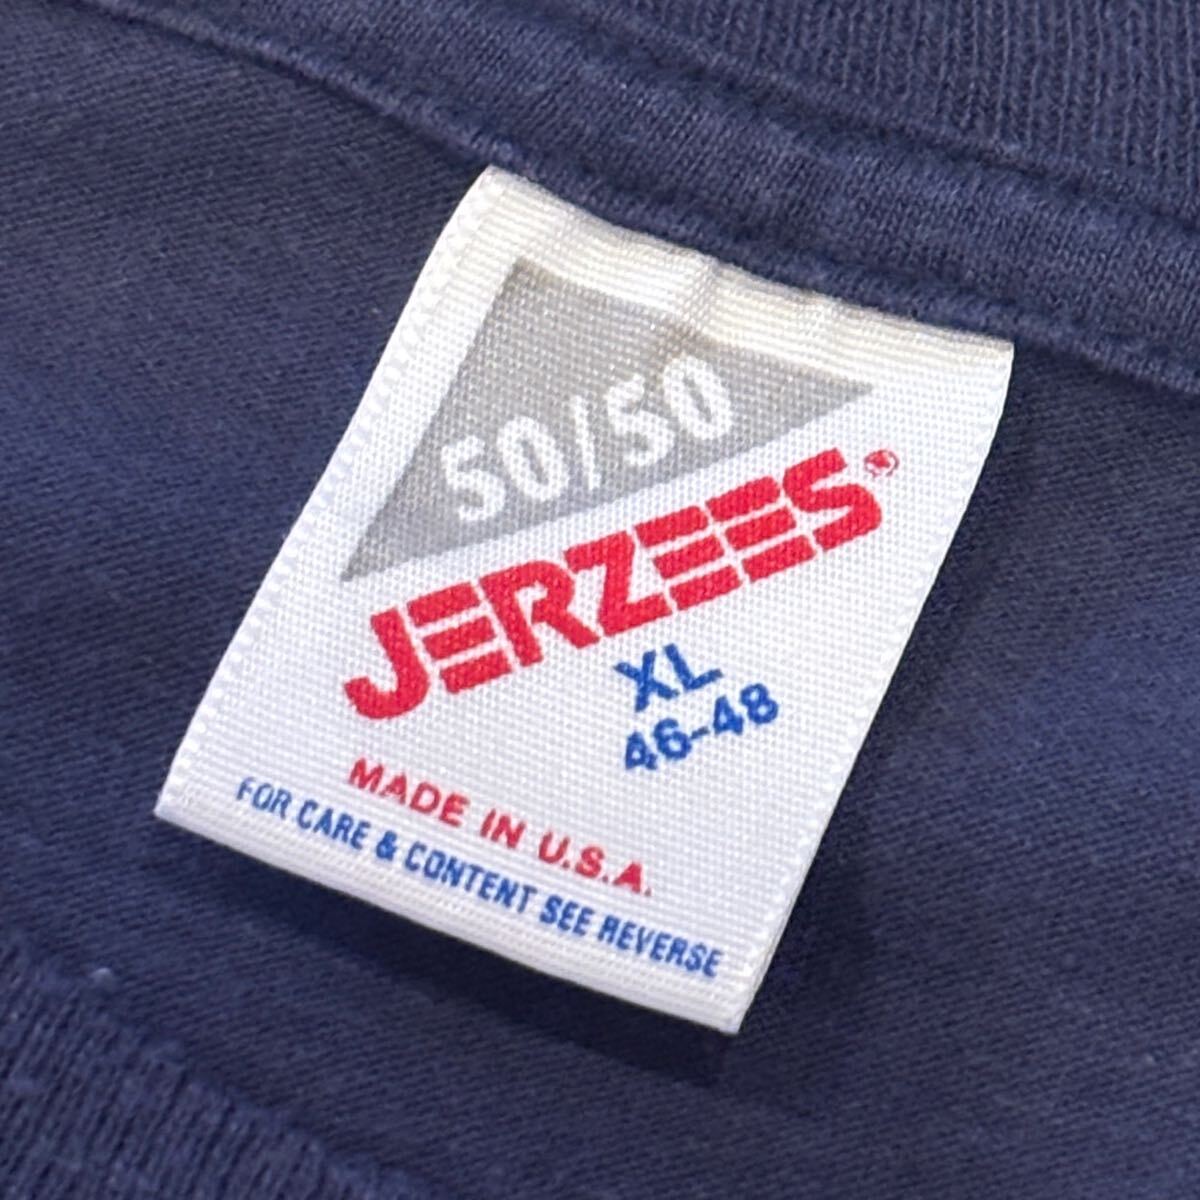 50/50
JERZEES®
XL
46-48
MADE IN U.S.A.
FOR CARE & CONTENT SEE REVERSE